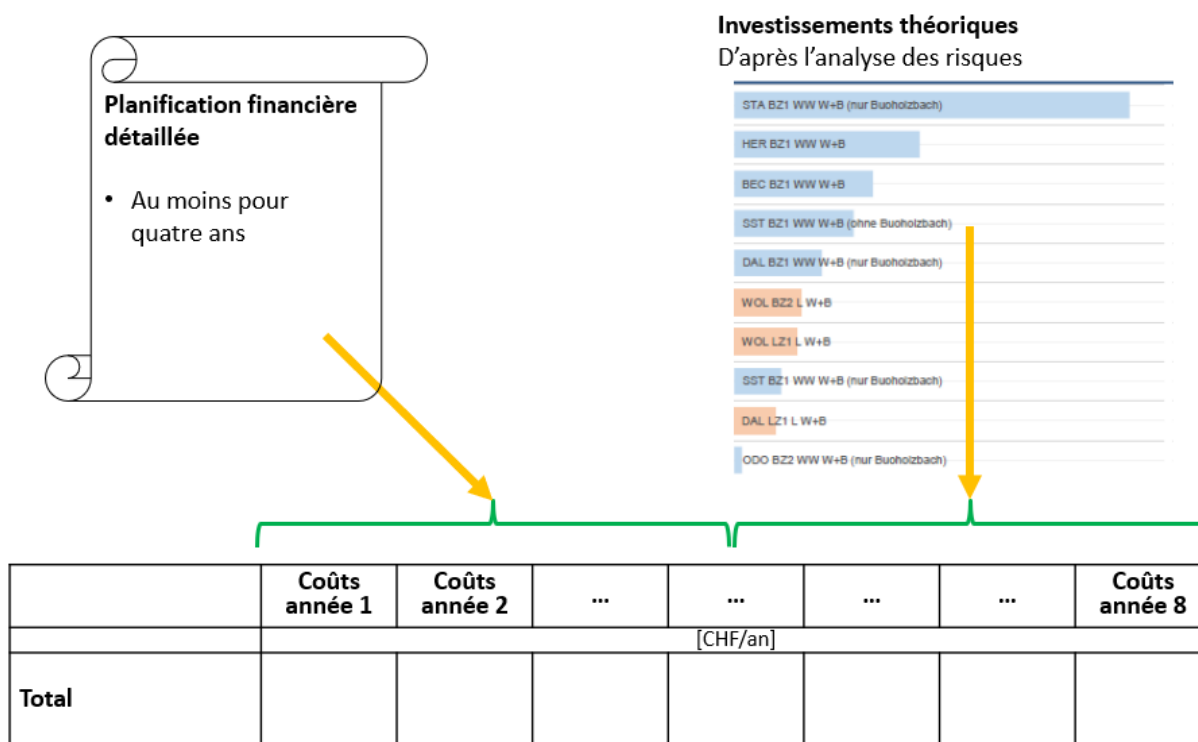 Planification financière
détaillée
• Au moins pour
quatre ans
Investissements théoriques
D'après l'analyse des risques
STA BZ1 WW W+B (nur Buoholzbach)
HER BZ1 WW W+B
BEC BZ1 WW W+B
SST BZ1 WW W+B (ohne Buoholzbach)
DAL BZ1 WW W+B (nur Buoholzbach)
WOL BZ2 L W+B
WOL LZ1 L W+B
SST BZ1 WW W+B (nur Buoholzbach)
DAL LZ1 L W+B
ODO BZ2 WW W+B (nur Buoholzbach)
Coûts année 1 Coûts année 2 ... ... ... ... Coûts année 8
[CHF/an]
Total